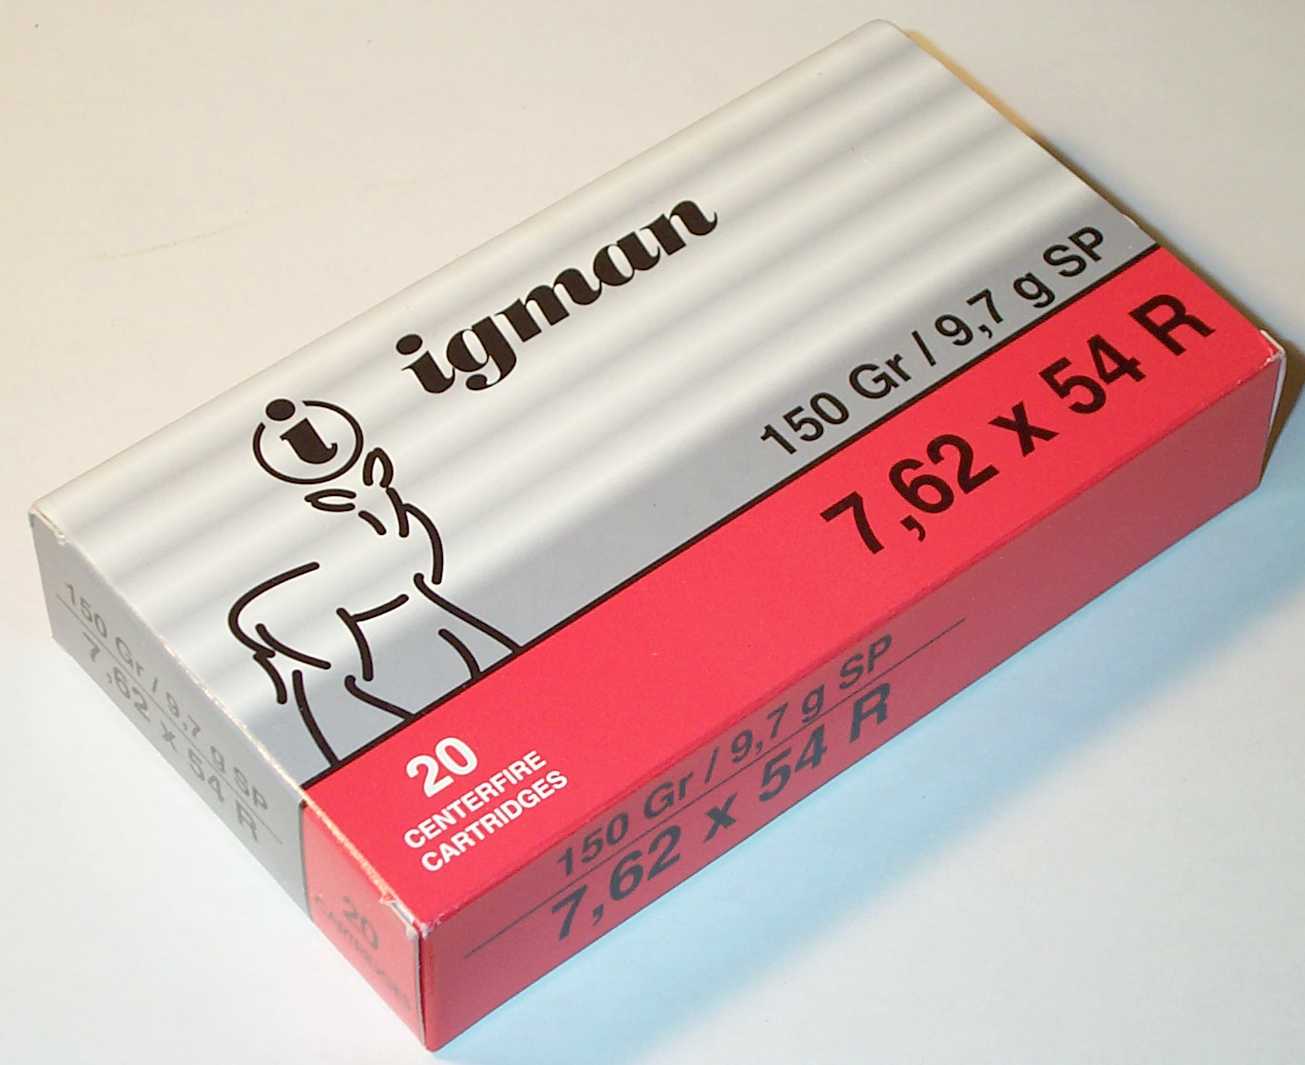 igman
i
150 Gr / 9,7 g SP
7,62 x 54 R
20
CENTERFIRE
CARTRIDGES
150 Gr / 9,7 g SP
7,62 x 54 R
150 Gr / 9,7 g SP
7,62 x 54 R
20